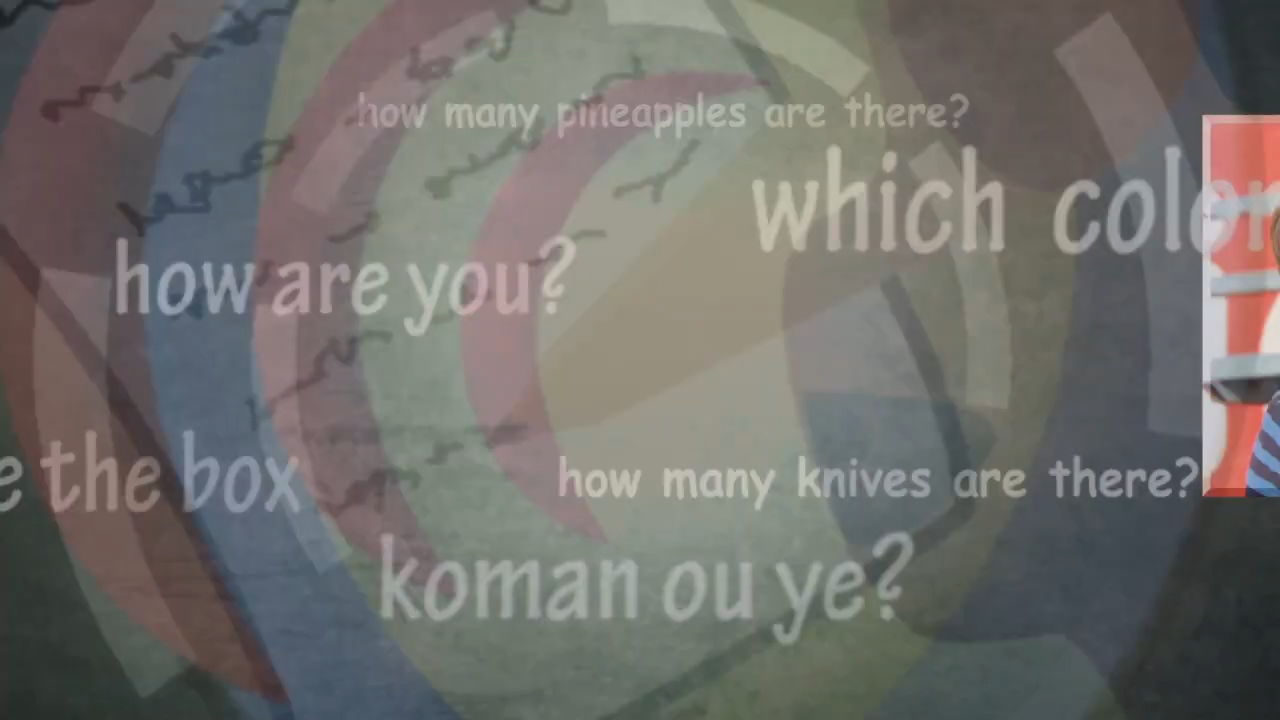 how many pineapples are there?
which color
how are you?
e the box
how many knives are there?
koman ou ye?